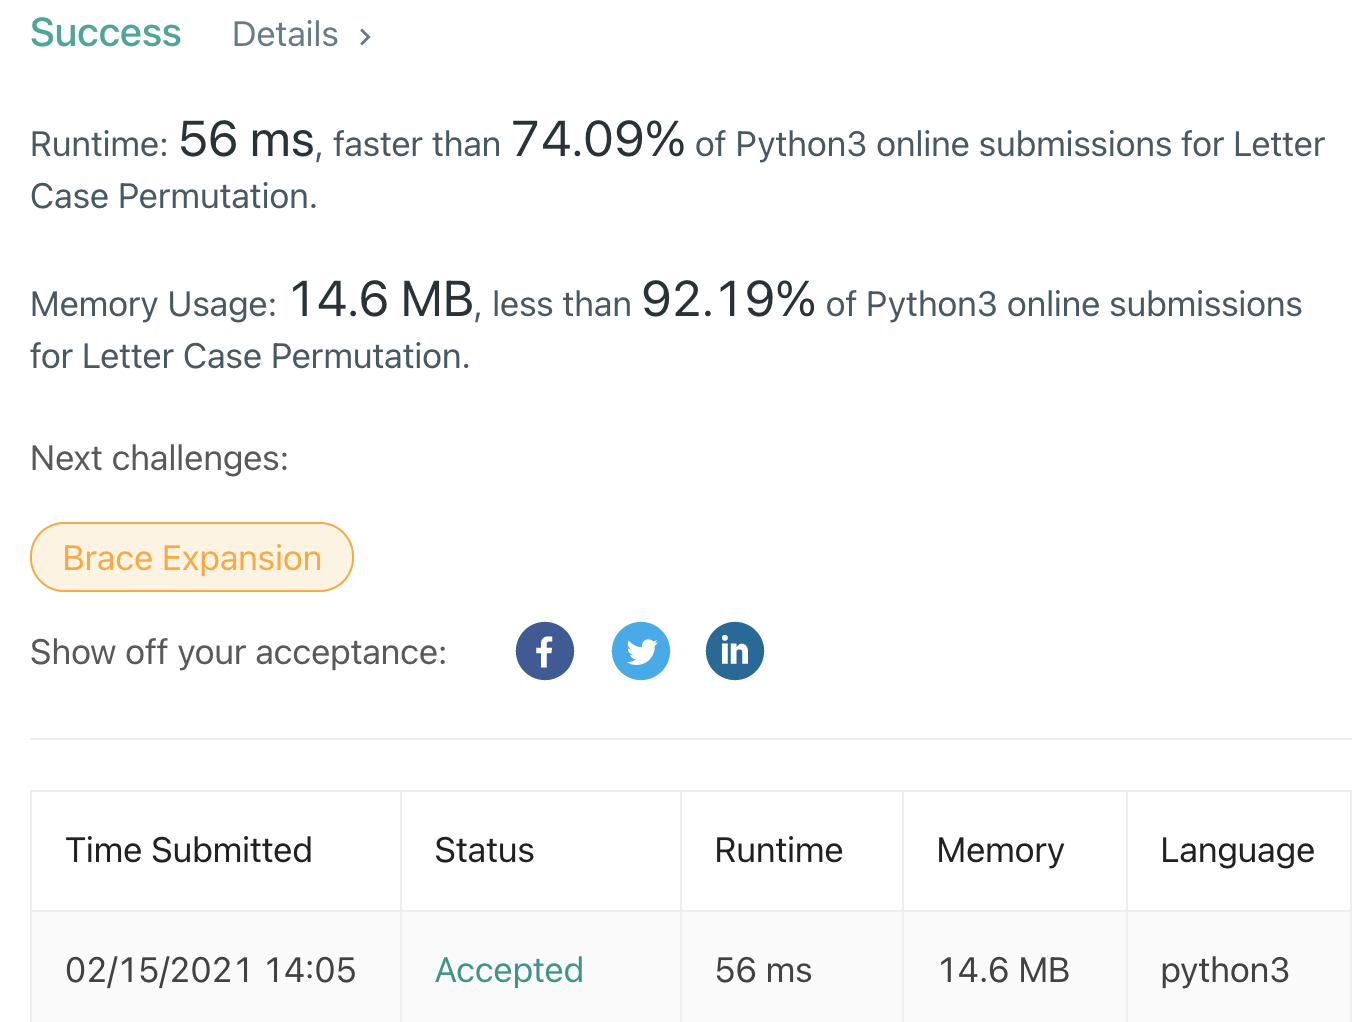 Success Details >
Runtime: 56 ms, faster than 74.09% of Python3 online submissions for Letter
Case Permutation.
Memory Usage: 14.6 MB, less than 92.19% of Python3 online submissions
for Letter Case Permutation.
Next challenges:
Brace Expansion
Show off your acceptance: f in
Time Submitted Status Runtime Memory Language
02/15/2021 14:05 Accepted 56 ms 14.6 MB python3